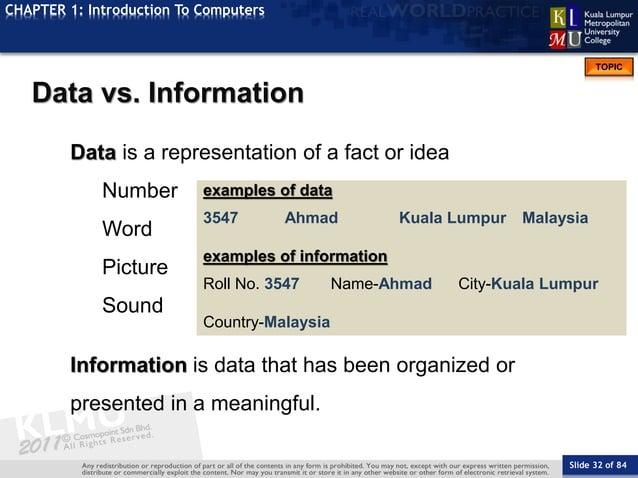 CHAPTER 1: Introduction To Computers
REAL WORLD PRACTICE
KL
MU
Kuala Lumpur
Metropolitan
University
College
TOPIC
Data vs. Information
Data is a representation of a fact or idea
Number
Word
Picture
Sound
examples of data
3547 Ahmad Kuala Lumpur Malaysia
examples of information
Roll No. 3547 Name-Ahmad City-Kuala Lumpur
Country-Malaysia
Information is data that has been organized or
presented in a meaningful.
KLMU
2011 © Cosmopoint Sdn Bhd.
All Rights Reserved.
Any redistribution or reproduction of part or all of the contents in any form is prohibited. You may not, except with our express written permission,
distribute or commercially exploit the content. Nor may you transmit it or store it in any other website or other form of electronic retrieval system.
Slide 32 of 84